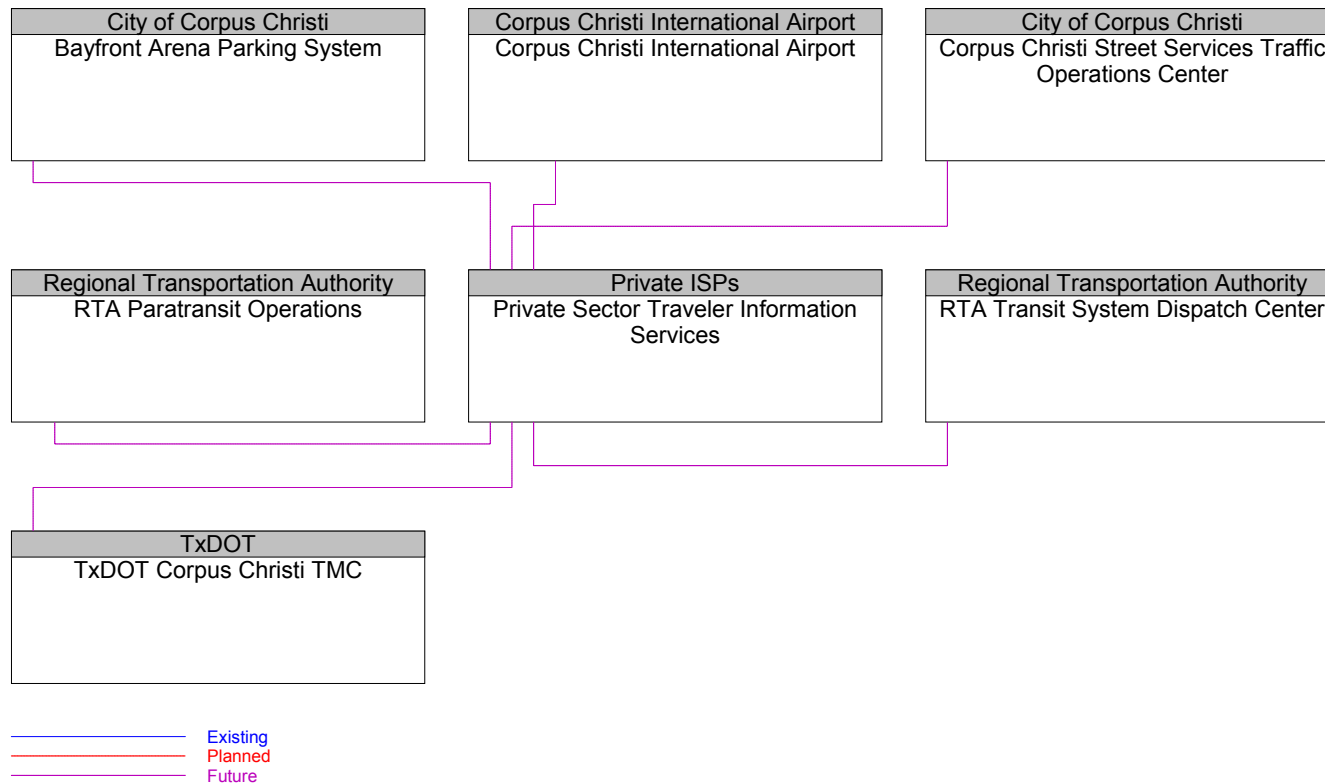 City of Corpus Christi
Bayfront Arena Parking System
Corpus Christi International Airport
Corpus Christi International Airport
City of Corpus Christi
Corpus Christi Street Services Traffic
Operations Center
Regional Transportation Authority
RTA Paratransit Operations
Private ISPs
Private Sector Traveler Information
Services
Regional Transportation Authority
RTA Transit System Dispatch Center
TxDOT
TxDOT Corpus Christi TMC
Existing
Planned
Future